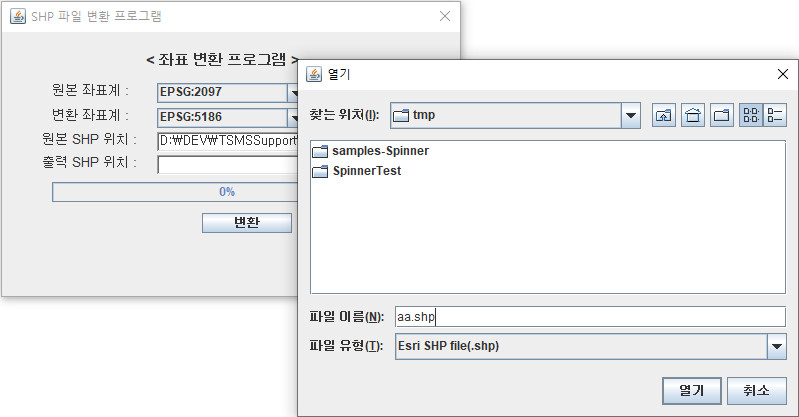 SHP 파일 변환 프로그램
< 좌표 변환 프로그램 >
원본 좌표계 :
EPSG:2097
변환 좌표계 :
EPSG:5186
원본 SHP 위치 :
D:\DEV\TSMSSupport\
출력 SHP 위치 :
0%
변환
열기
찾는 위치(I):
tmp
samples-Spinner
SpinnerTest
파일 이름(N):
aa.shp
파일 유형(T):
Esri SHP file(.shp)
열기
취소